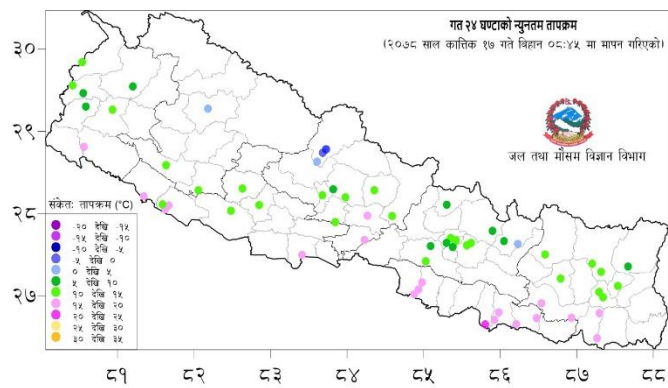 गत २४ घण्टाको न्युनतम तापक्रम
(२०७८ साल कात्तिक १७ गते बिहान ०८:४५ मा मापन गरिएको)
जल तथा मौसम विज्ञान विभाग
३०
२९
२८
२७
संकेत: तापक्रम (°C)
-२० देखि -१५
-१५ देखि -१०
-१० देखि -५
-५ देखि ०
० देखि ५
५ देखि १०
१० देखि १५
१५ देखि २०
२० देखि २५
२५ देखि ३०
३० देखि ३५
८१ ८२ ८३ ८४ ८५ ८६ ८७ ८८